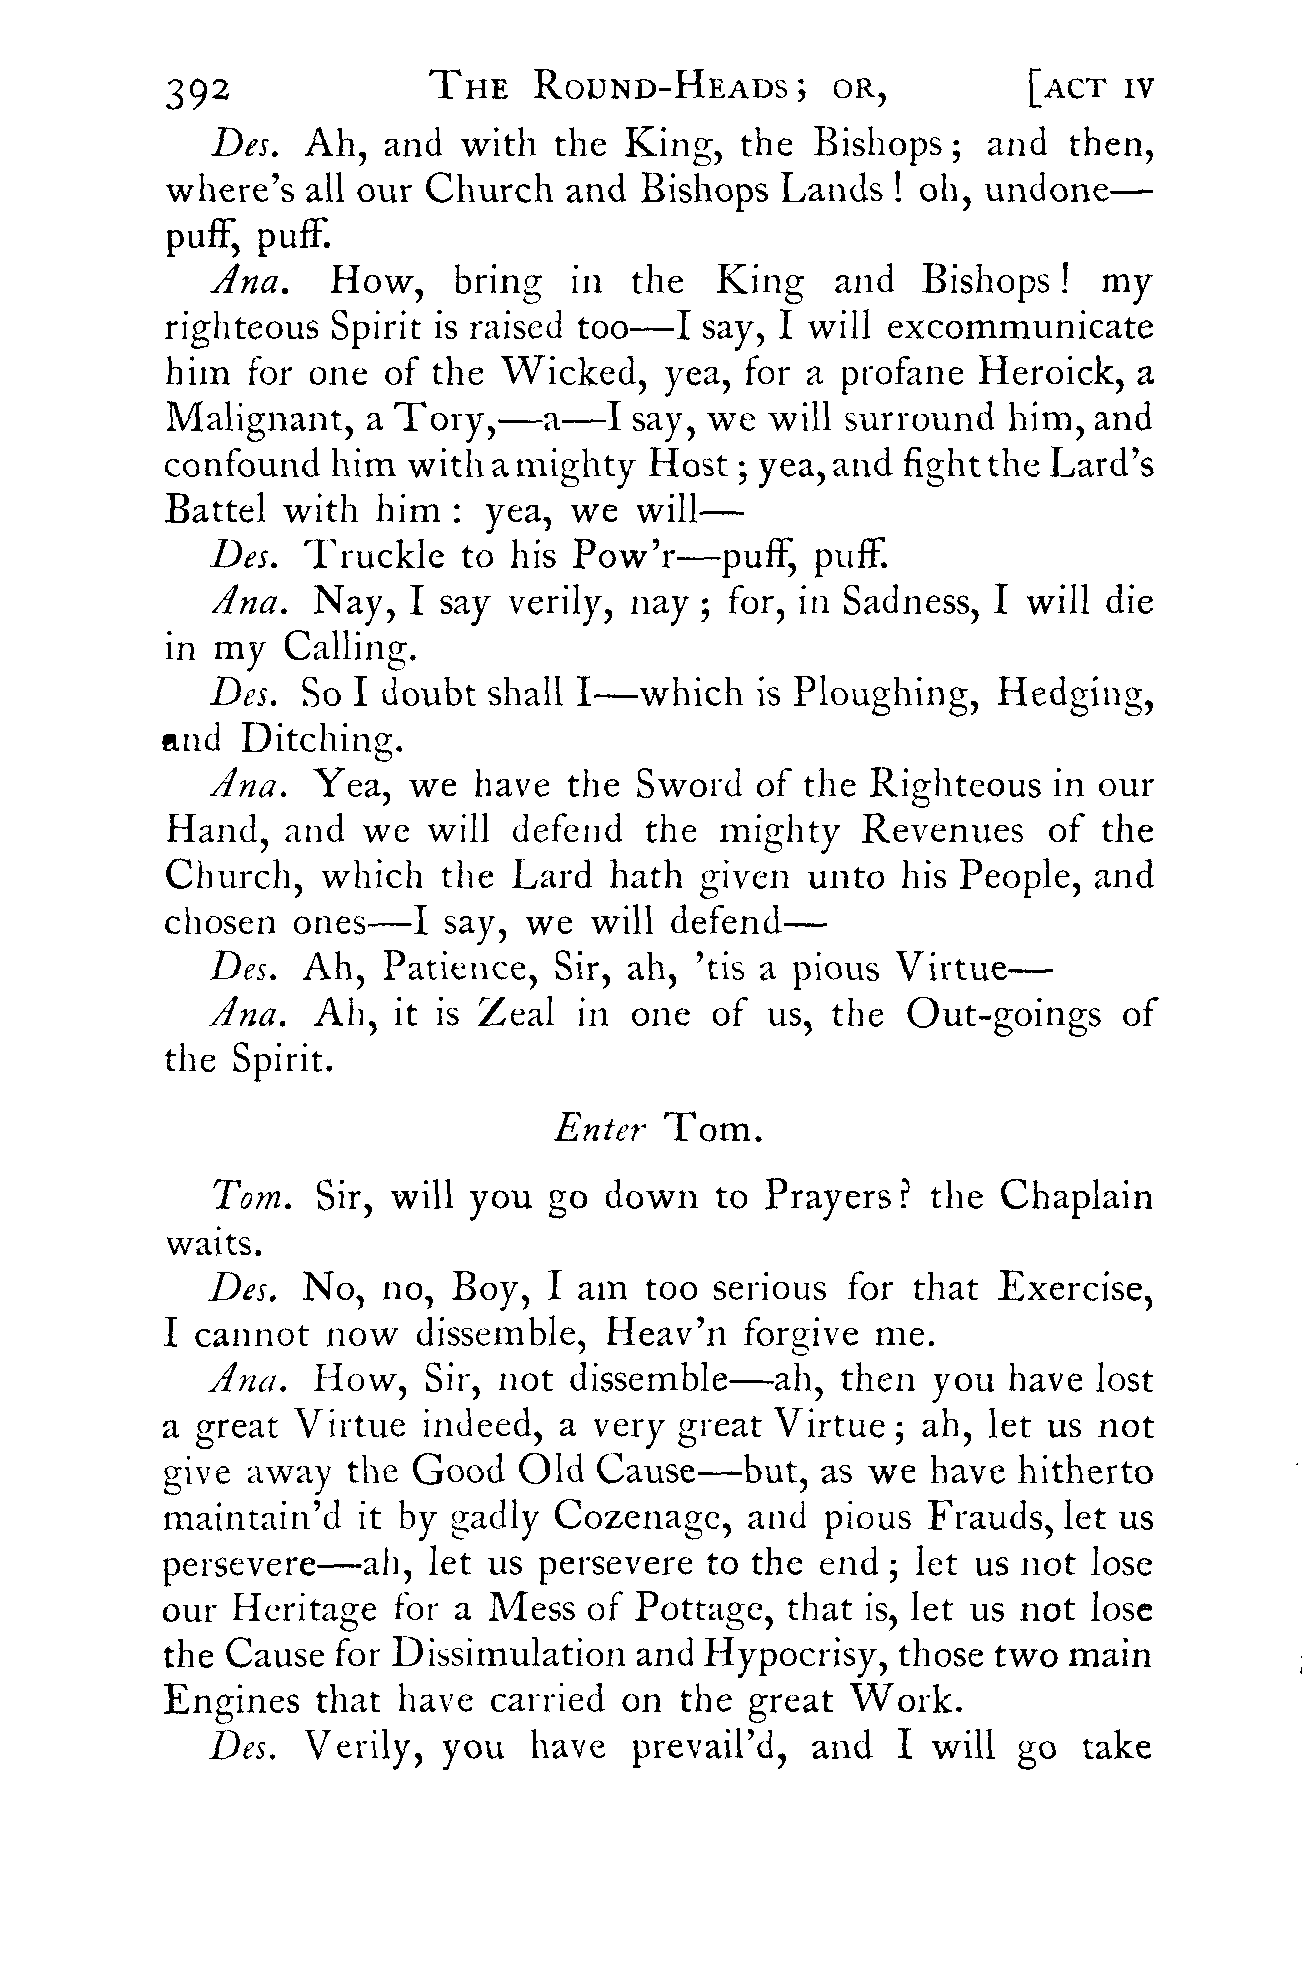 392 The Round-Heads; or, [act iv
Des. Ah, and with the King, the Bishops; and then,
where's all our Church and Bishops Lands! oh, undone—
puff, puff.
Ana. How, bring in the King and Bishops! my
righteous Spirit is raised too—I say, I will excommunicate
him for one of the Wicked, yea, for a profane Heroick, a
Malignant, a Tory,—a—I say, we will surround him, and
confound him with a mighty Host; yea, and fight the Lard's
Battel with him: yea, we will—
Des. Truckle to his Pow'r—puff, puff.
Ana. Nay, I say verily, nay; for, in Sadness, I will die
in my Calling.
Des. So I doubt shall I—which is Ploughing, Hedging,
and Ditching.
Ana. Yea, we have the Sword of the Righteous in our
Hand, and we will defend the mighty Revenues of the
Church, which the Lard hath given unto his People, and
chosen ones—I say, we will defend—
Des. Ah, Patience, Sir, ah, 'tis a pious Virtue—
Ana. Ah, it is Zeal in one of us, the Out-goings of
the Spirit.
Enter Tom.
Tom. Sir, will you go down to Prayers? the Chaplain
waits.
Des. No, no, Boy, I am too serious for that Exercise,
I cannot now dissemble, Heav'n forgive me.
Ana. How, Sir, not dissemble—ah, then you have lost
a great Virtue indeed, a very great Virtue; ah, let us not
give away the Good Old Cause—but, as we have hitherto
maintain'd it by gadly Cozenage, and pious Frauds, let us
persevere—ah, let us persevere to the end; let us not lose
our Heritage for a Mess of Pottage, that is, let us not lose
the Cause for Dissimulation and Hypocrisy, those two main
Engines that have carried on the great Work.
Des. Verily, you have prevail'd, and I will go take